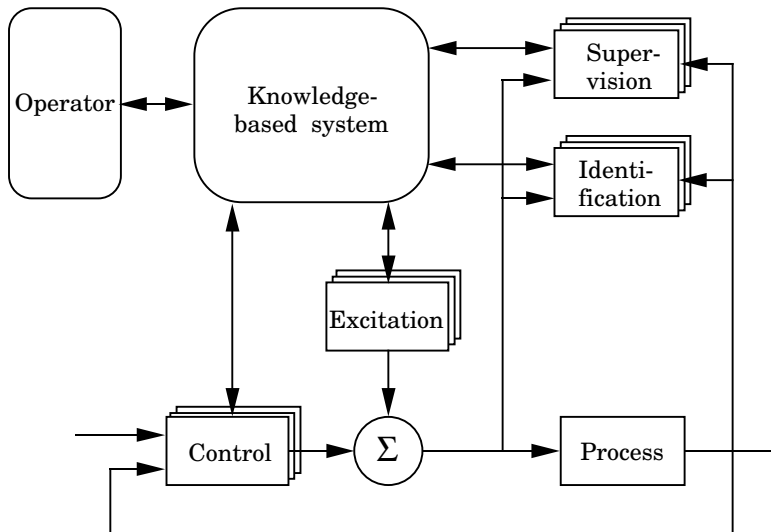 Operator
Knowledge-
based system
Super-
vision
Identi-
fication
Excitation
Control
Σ
Process